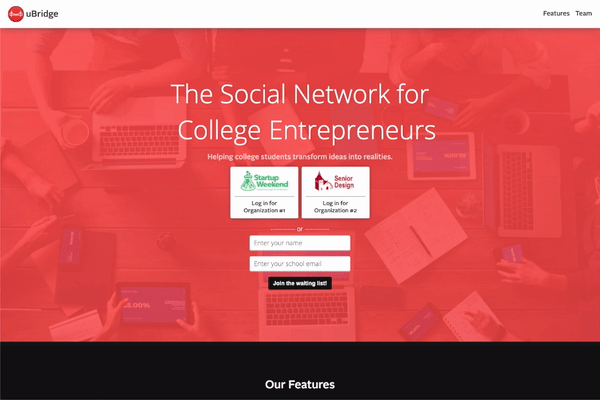 uBridge
Features Team
The Social Network for
College Entrepreneurs
Helping college students transform ideas into realities.
Startup
Weekend
Senior
Design
Log in for
Organization #1
Log in for
Organization #2
or
Enter your name
Enter your school email
Join the waiting list!
Our Features